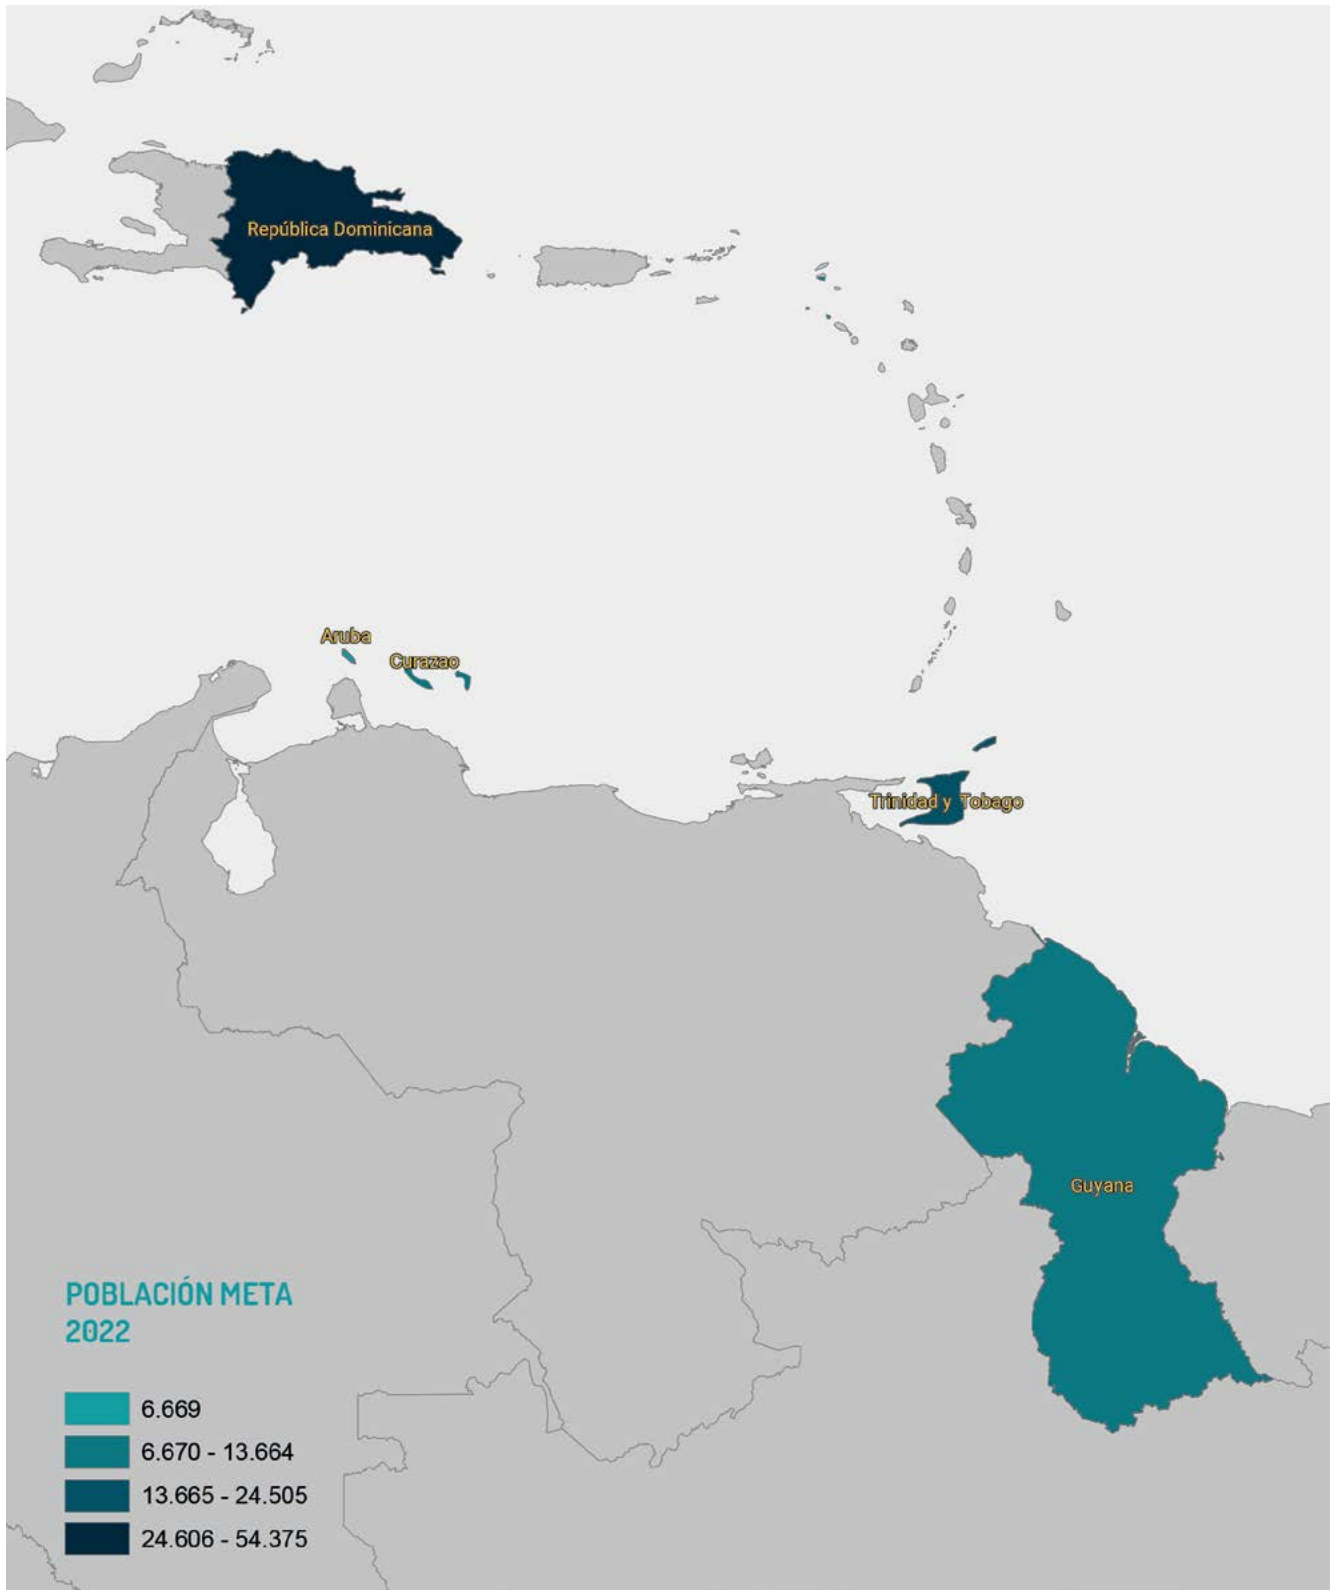 República Dominicana
Aruba
Curazao
Trinidad y Tobago
Guyana
POBLACIÓN META
2022
6.669
6.670 - 13.664
13.665 - 24.505
24.606 - 54.375